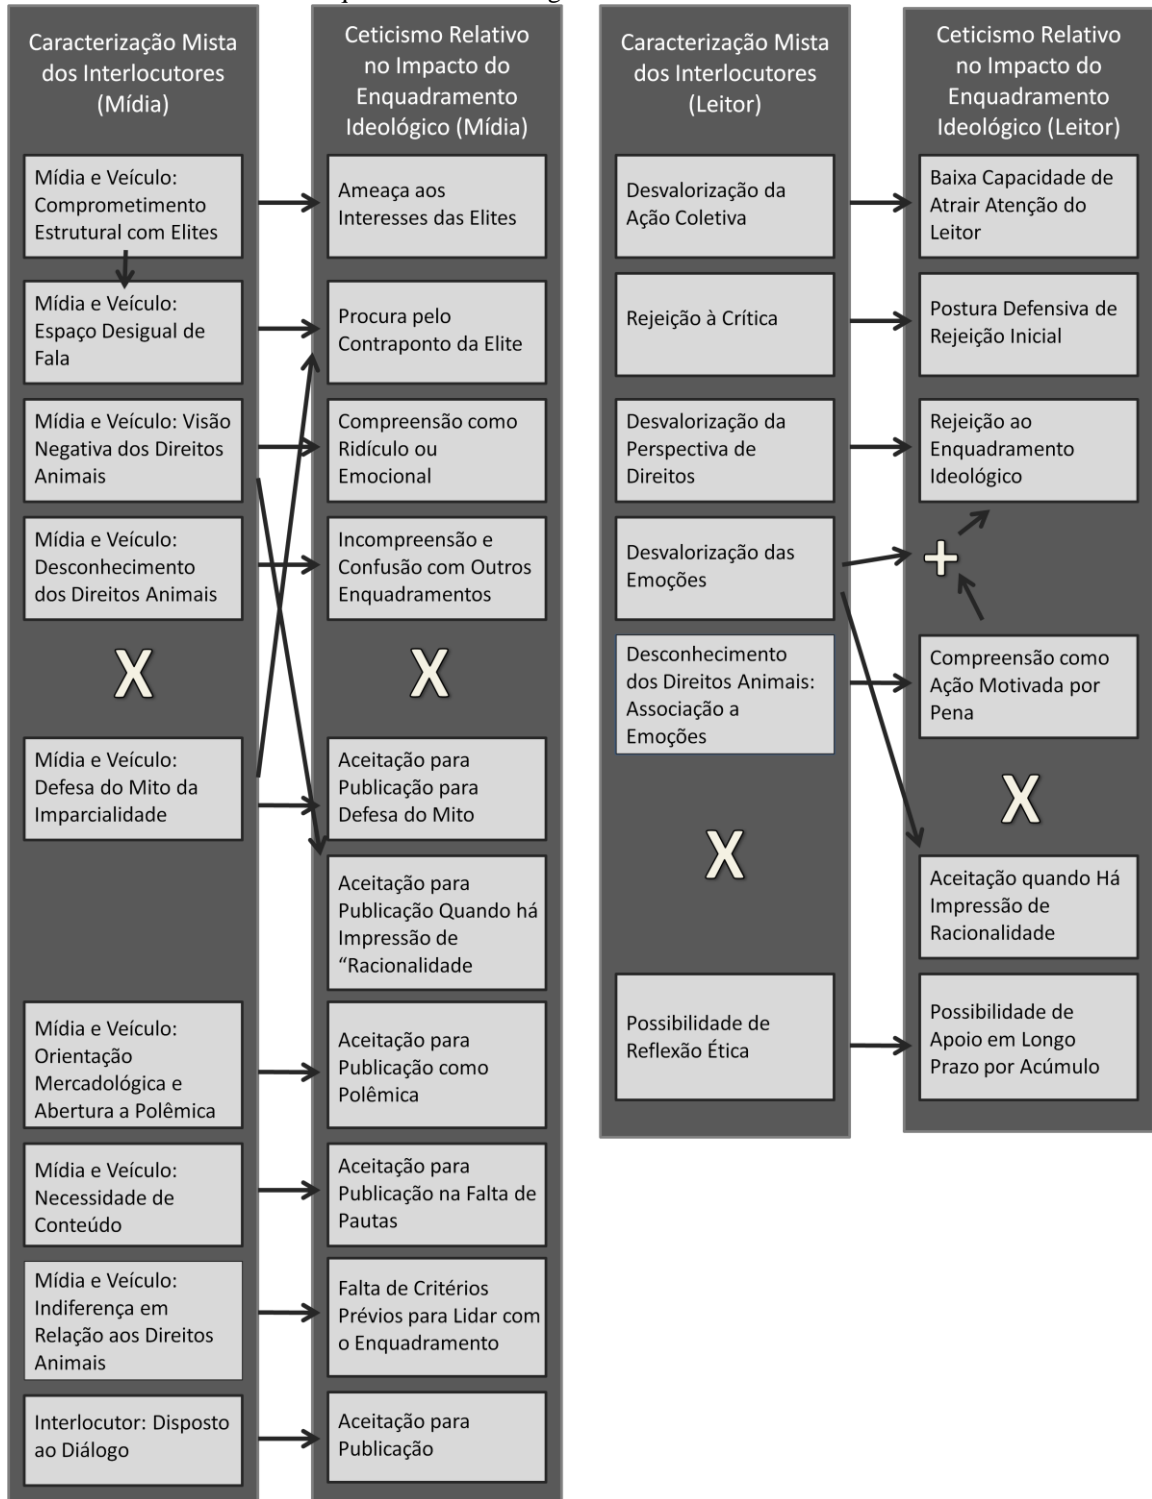 Caracterização Mista
dos Interlocutores
(Mídia)
Mídia e Veículo:
Comprometimento
Estrutural com Elites
Mídia e Veículo:
Espaço Desigual de
Fala
Mídia e Veículo: Visão
Negativa dos Direitos
Animais
Mídia e Veículo:
Desconhecimento
dos Direitos Animais
X
Mídia e Veículo:
Defesa do Mito da
Imparcialidade
Mídia e Veículo:
Orientação
Mercadológica e
Abertura a Polêmica
Mídia e Veículo:
Necessidade de
Conteúdo
Mídia e Veículo:
Indiferença em
Relação aos Direitos
Animais
Interlocutor: Disposto
ao Diálogo
Ceticismo Relativo
no Impacto do
Enquadramento
Ideológico (Mídia)
Ameaça aos
Interesses das Elites
Procura pelo
Contraponto da Elite
Compreensão como
Ridículo ou
Emocional
Incompreensão e
Confusão com Outros
Enquadramentos
X
Aceitação para
Publicação para
Defesa do Mito
Aceitação para
Publicação Quando há
Impressão de
“Racionalidade
Aceitação para
Publicação como
Polêmica
Aceitação para
Publicação na Falta de
Pautas
Falta de Critérios
Prévios para Lidar com
o Enquadramento
Aceitação para
Publicação
Caracterização Mista
dos Interlocutores
(Leitor)
Desvalorização da
Ação Coletiva
Rejeição à Crítica
Desvalorização da
Perspectiva de
Direitos
Desvalorização das
Emoções
Desconhecimento
dos Direitos Animais:
Associação a
Emoções
X
Possibilidade de
Reflexão Ética
Ceticismo Relativo
no Impacto do
Enquadramento
Ideológico (Leitor)
Baixa Capacidade de
Atrair Atenção do
Leitor
Postura Defensiva de
Rejeição Inicial
Rejeição ao
Enquadramento
Ideológico
+
Compreensão como
Ação Motivada por
Pena
X
Aceitação quando Há
Impressão de
Racionalidade
Possibilidade de
Apoio em Longo
Prazo por Acúmulo